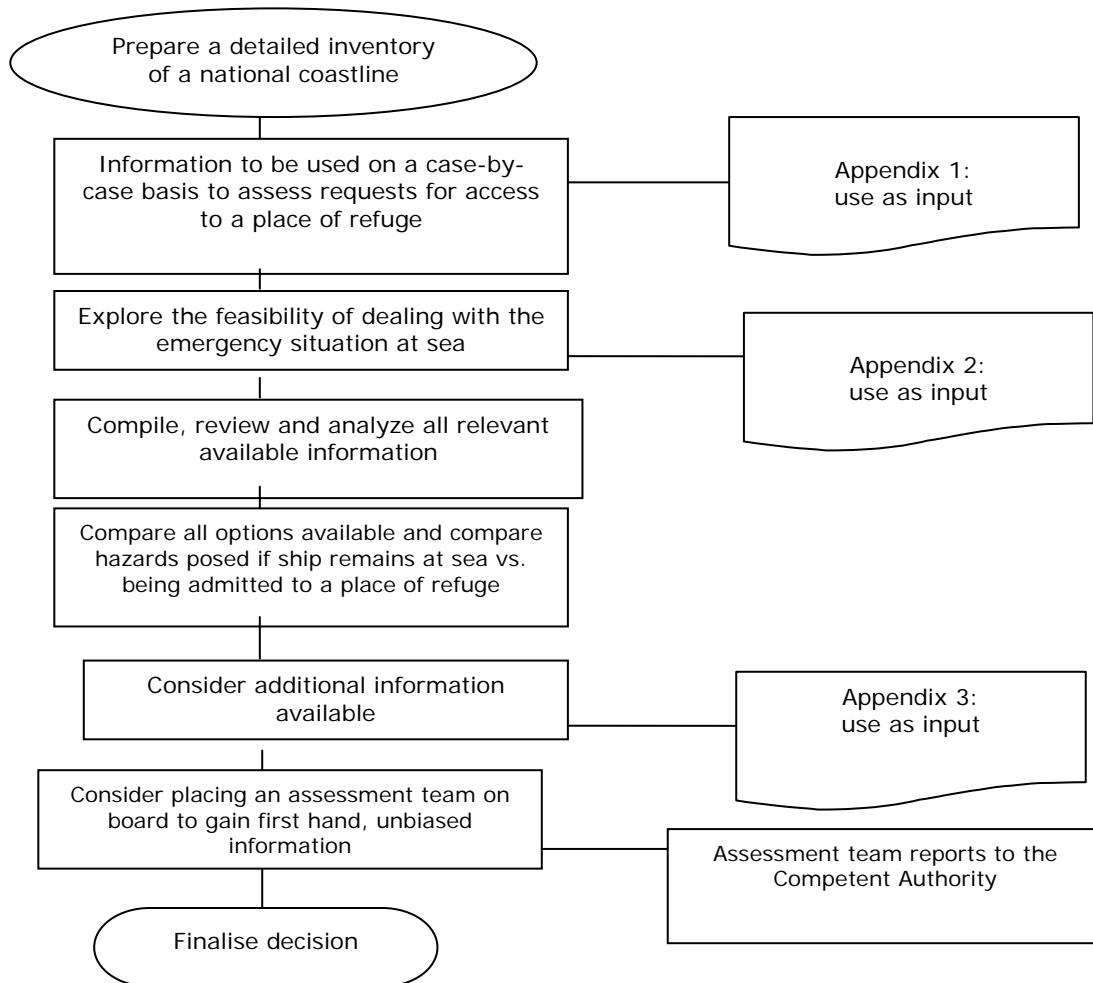 Prepare a detailed inventory
of a national coastline
Information to be used on a case-by-
case basis to assess requests for access
to a place of refuge
Appendix 1:
use as input
Explore the feasibility of dealing with the
emergency situation at sea
Appendix 2:
use as input
Compile, review and analyze all relevant
available information
Compare all options available and compare
hazards posed if ship remains at sea vs.
being admitted to a place of refuge
Consider additional information
available
Appendix 3:
use as input
Consider placing an assessment team on
board to gain first hand, unbiased
information
Assessment team reports to the
Competent Authority
Finalise decision